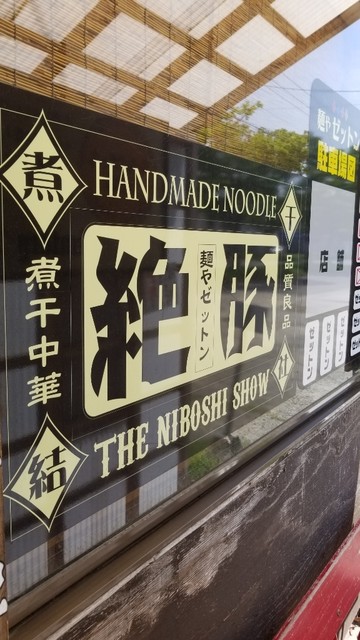 煮
HANDMADE NOODLE
干
煮干中華
絶
麺やゼットン
豚
品質良品
結
THE NIBOSHI SHOW
麺やゼットン
駐車場図
店舗
ゼットン
ゼットン
ゼットン